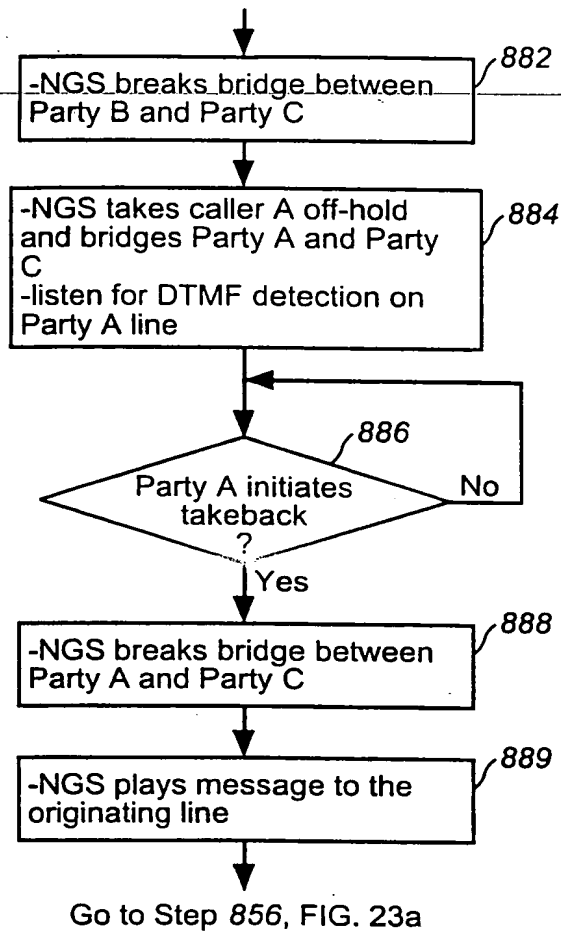 882
-NGS breaks bridge between
Party B and Party C
884
-NGS takes caller A off-hold
and bridges Party A and Party
C
-listen for DTMF detection on
Party A line
886
Party A initiates
takeback
?
No
Yes
888
-NGS breaks bridge between
Party A and Party C
889
-NGS plays message to the
originating line
Go to Step 856, FIG. 23a